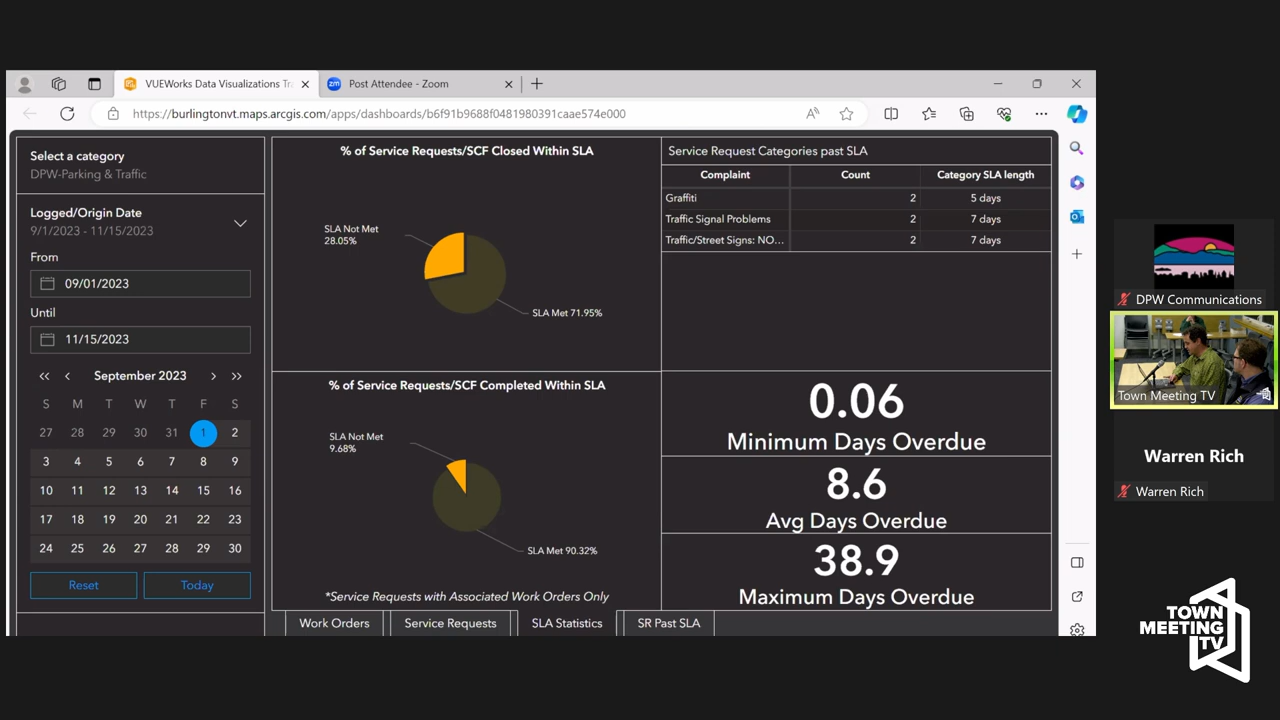 VUEWorks Data Visualizations Tr
zm
Post Attendee - Zoom
https://burlingtonvt.maps.arcgis.com/apps/dashboards/b6f91b9688f0481980391caae574e000
Select a category
DPW-Parking & Traffic
Logged/Origin Date
9/1/2023 - 11/15/2023
From
09/01/2023
Until
11/15/2023
September 2023
S M T W T F S
27 28 29 30 31 1 2
3 4 5 6 7 8 9
10 11 12 13 14 15 16
17 18 19 20 21 22 23
24 25 26 27 28 29 30
Reset Today
% of Service Requests/SCF Closed Within SLA
SLA Not Met
28.05%
SLA Met 71.95%
% of Service Requests/SCF Completed Within SLA
SLA Not Met
9.68%
SLA Met 90.32%
*Service Requests with Associated Work Orders Only
Service Request Categories past SLA
Complaint Count Category SLA length
Graffiti 2 5 days
Traffic Signal Problems 2 7 days
Traffic/Street Signs: NO... 2 7 days
0.06
Minimum Days Overdue
8.6
Avg Days Overdue
38.9
Maximum Days Overdue
Work Orders Service Requests SLA Statistics SR Past SLA
DPW Communications
Town Meeting TV
Warren Rich
Warren Rich
TOWN
MEETING
TV